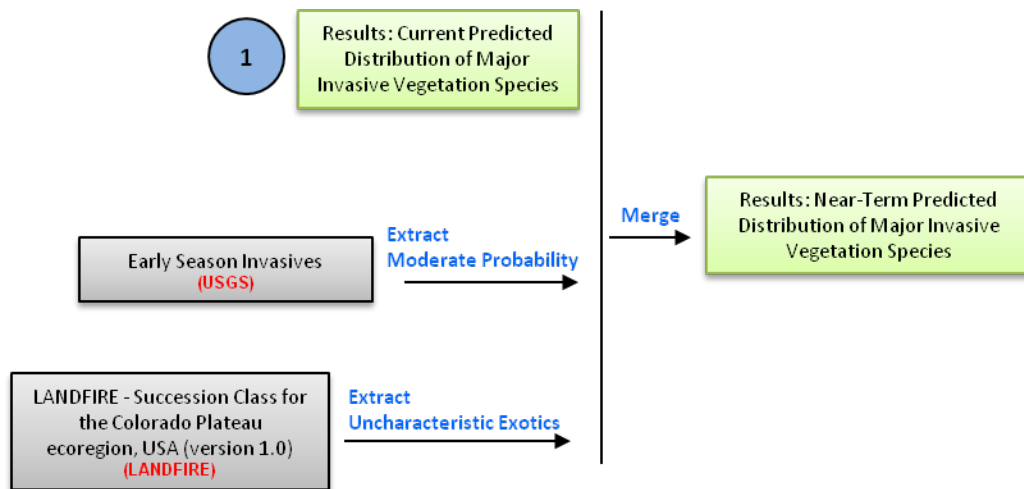 1
Results: Current Predicted
Distribution of Major
Invasive Vegetation Species
Early Season Invasives
(USGS)
Extract
Moderate Probability
LANDFIRE - Succession Class for
the Colorado Plateau
ecoregion, USA (version 1.0)
(LANDFIRE)
Extract
Uncharacteristic Exotics
Merge
Results: Near-Term Predicted
Distribution of Major Invasive
Vegetation Species